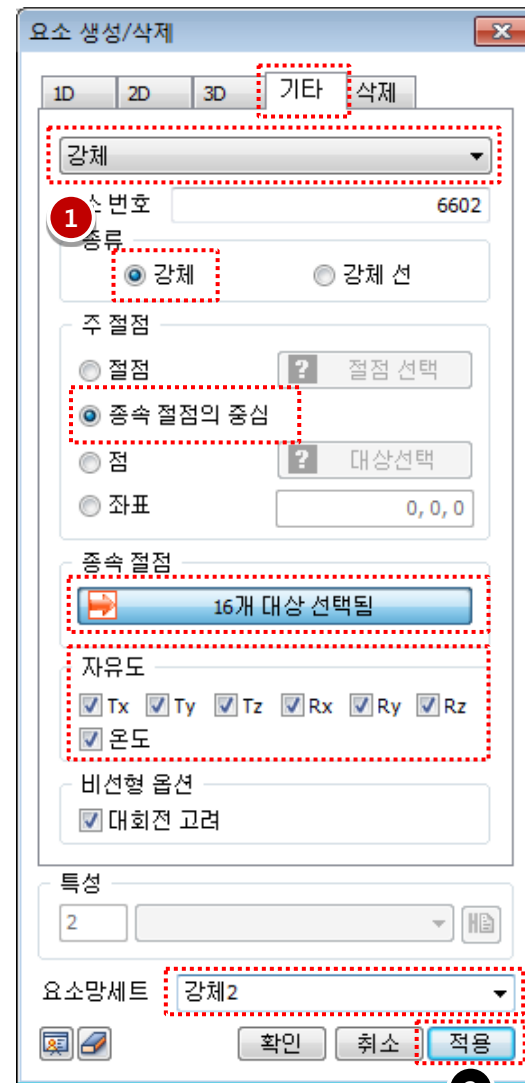 요소 생성/삭제
1D 2D 3D 기타 삭제
강체
번호 6602
1
종류
강체 강체 선
주 절점
절점 ? 절점 선택
종속 절점의 중심
점 ? 대상선택
좌표 0, 0, 0
종속 절점
16개 대상 선택됨
자유도
Tx Ty Tz Rx Ry Rz
온도
비선형 옵션
대회전 고려
특성
2
요소망세트 강체2
확인 취소 적용